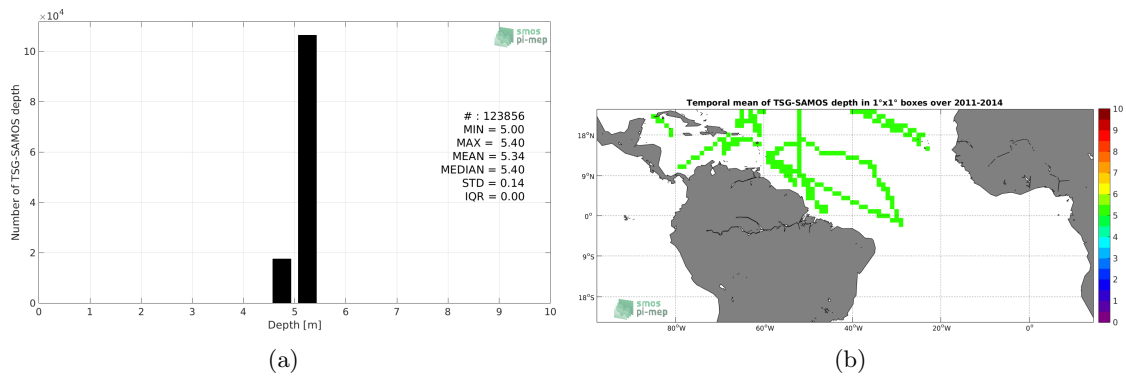 ×10⁴
10
8
6
4
2
0
Number of TSG-SAMOS depth
smos
pi-mep
# : 123856
MIN = 5.00
MAX = 5.40
MEAN = 5.34
MEDIAN = 5.40
STD = 0.14
IQR = 0.00
0 1 2 3 4 5 6 7 8 9 10
Depth [m]
(a)
Temporal mean of TSG-SAMOS depth in 1°x1° boxes over 2011-2014
18°N
9°N
0°
9°S
18°S
80°W 60°W 40°W 20°W 0°
smos
pi-mep
10
9
8
7
6
5
4
3
2
1
0
(b)